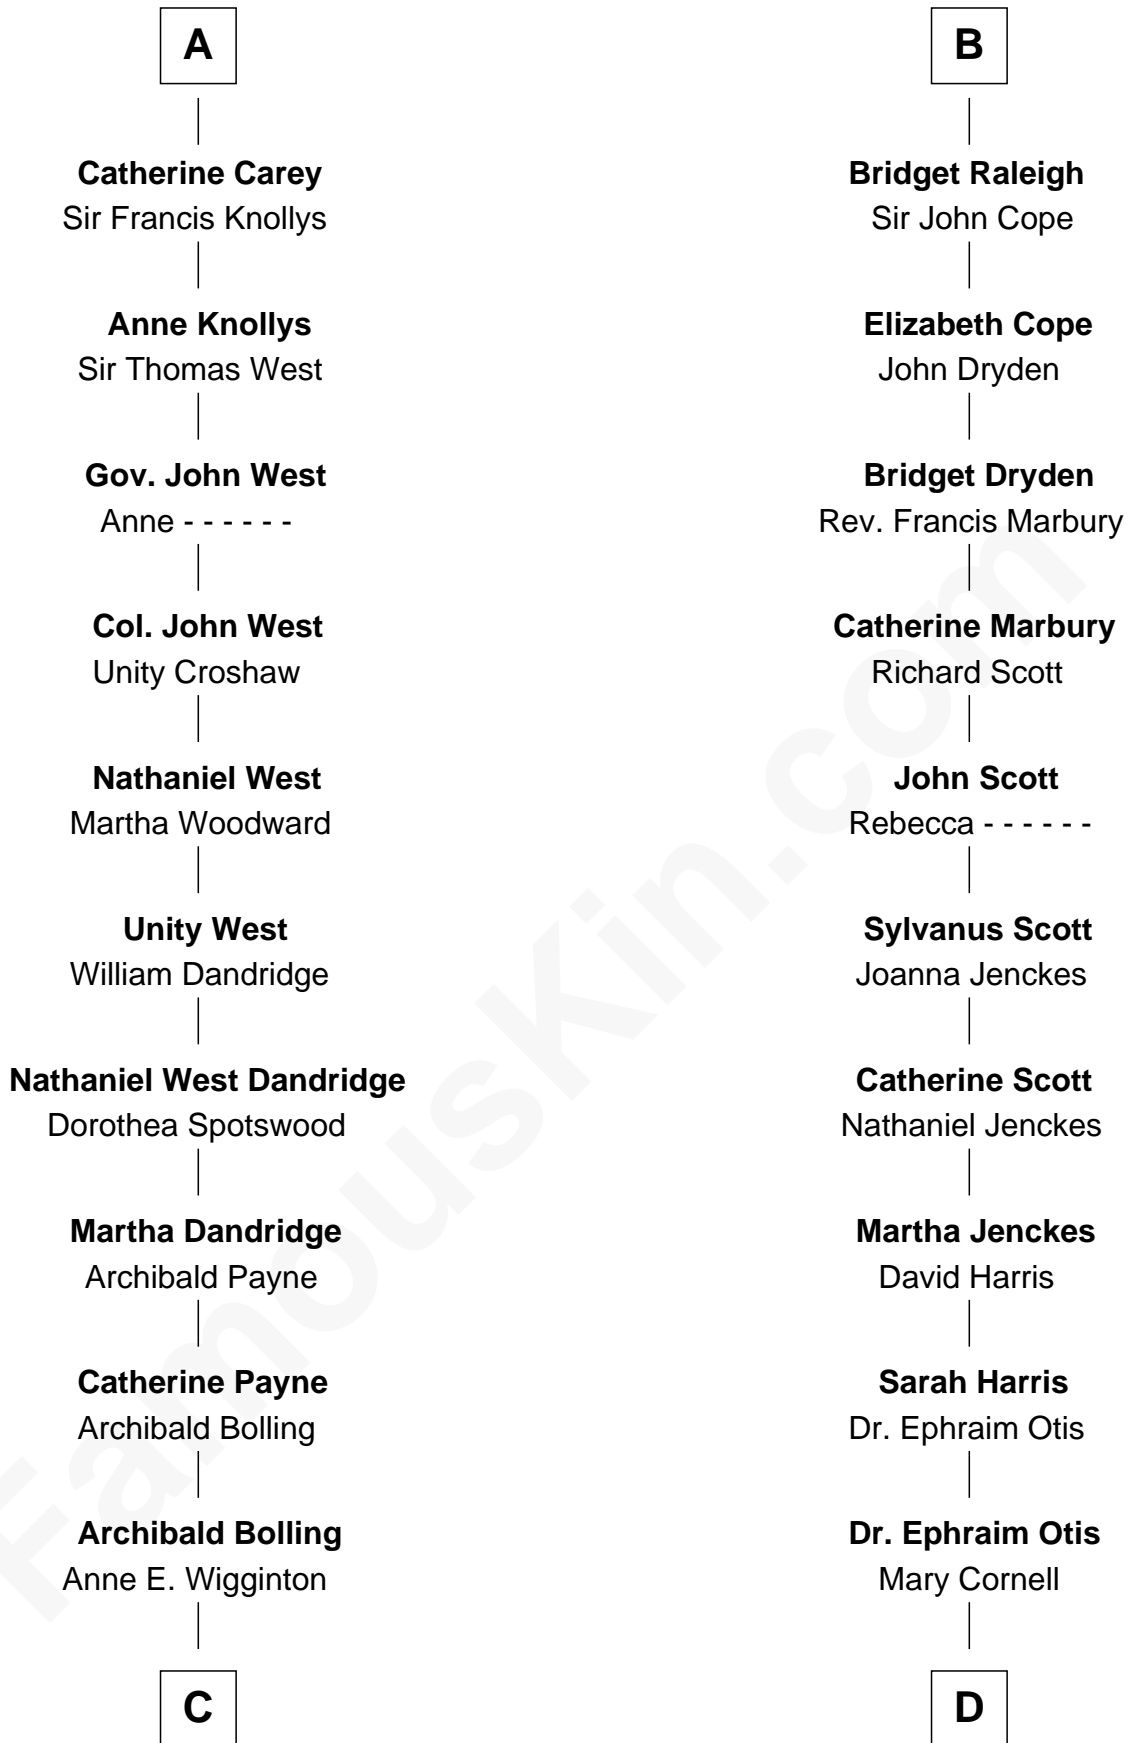 A
Catherine Carey
Sir Francis Knollys
Anne Knollys
Sir Thomas West
Gov. John West
Anne - - - - - -
Col. John West
Unity Croshaw
Nathaniel West
Martha Woodward
Unity West
William Dandridge
Nathaniel West Dandridge
Dorothea Spotswood
Martha Dandridge
Archibald Payne
Catherine Payne
Archibald Bolling
Archibald Bolling
Anne E. Wigginton
C
B
Bridget Raleigh
Sir John Cope
Elizabeth Cope
John Dryden
Bridget Dryden
Rev. Francis Marbury
Catherine Marbury
Richard Scott
John Scott
Rebecca - - - - - -
Sylvanus Scott
Joanna Jenckes
Catherine Scott
Nathaniel Jenckes
Martha Jenckes
David Harris
Sarah Harris
Dr. Ephraim Otis
Dr. Ephraim Otis
Mary Cornell
D
FamousKin.com